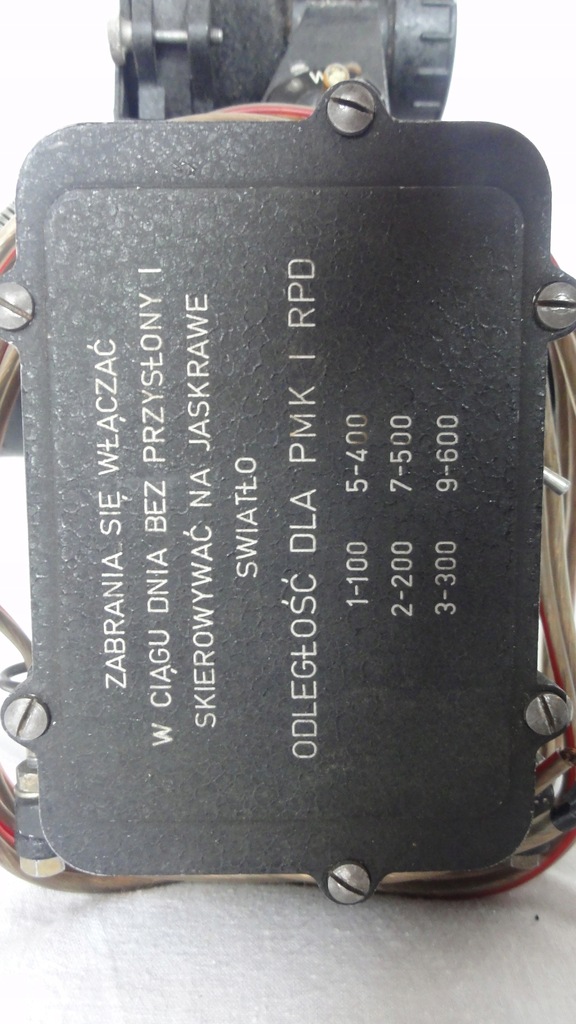 ZABRANIA SIĘ WŁĄCZAĆ
W CIĄGU DNIA BEZ PRZYSŁONY I
SKIEROWYWAĆ NA JASKRAWE
SWIATŁO
ODLEGŁOŚĆ DLA PMK I RPD
1-100 5-400
2-200 7-500
3-300 9-600